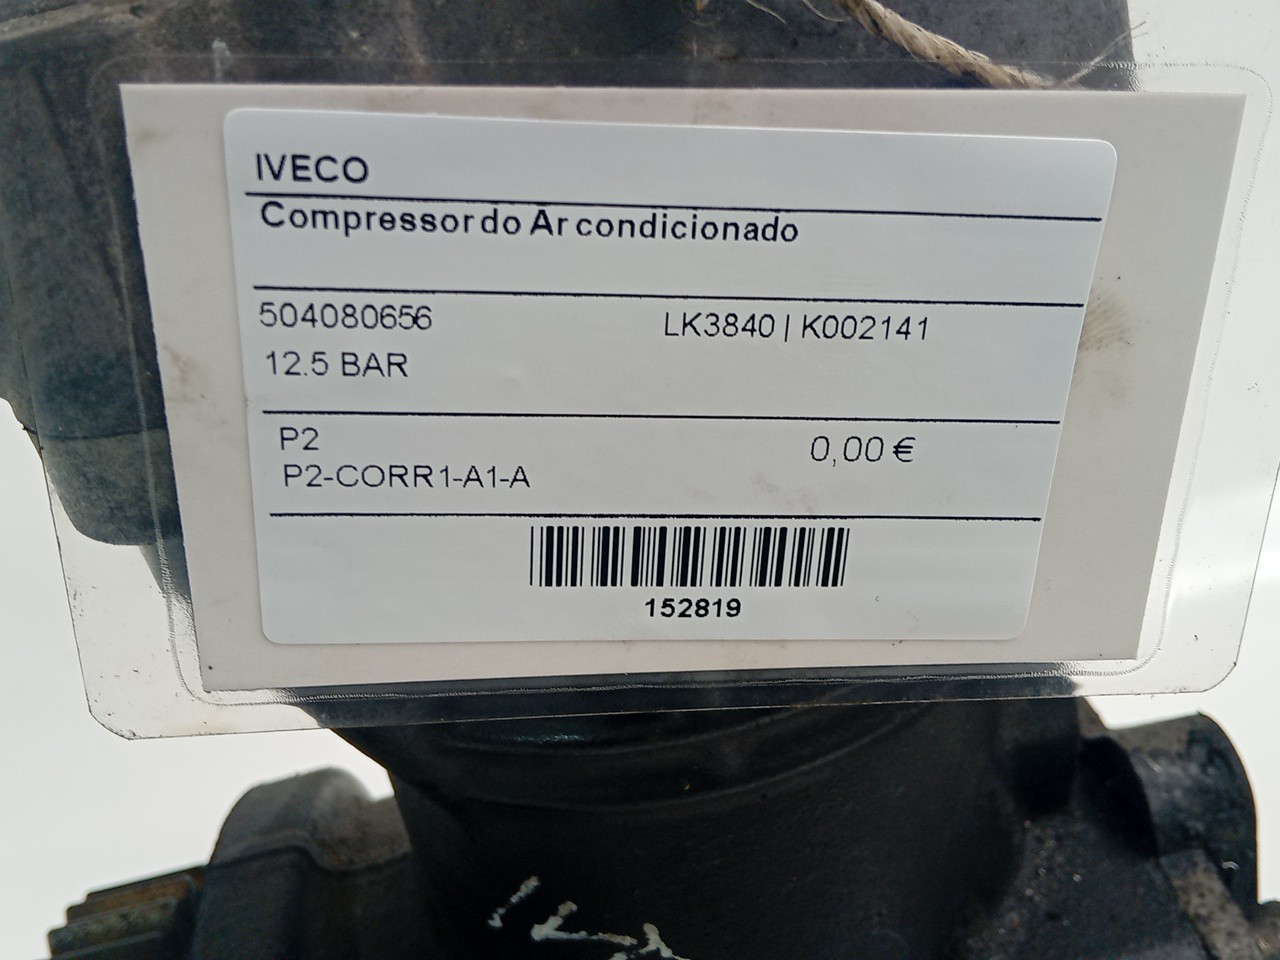 IVECO
Compressor do Ar condicionado
504080656 LK3840 | K002141
12.5 BAR
P2 0,00 €
P2-CORR1-A1-A
152819